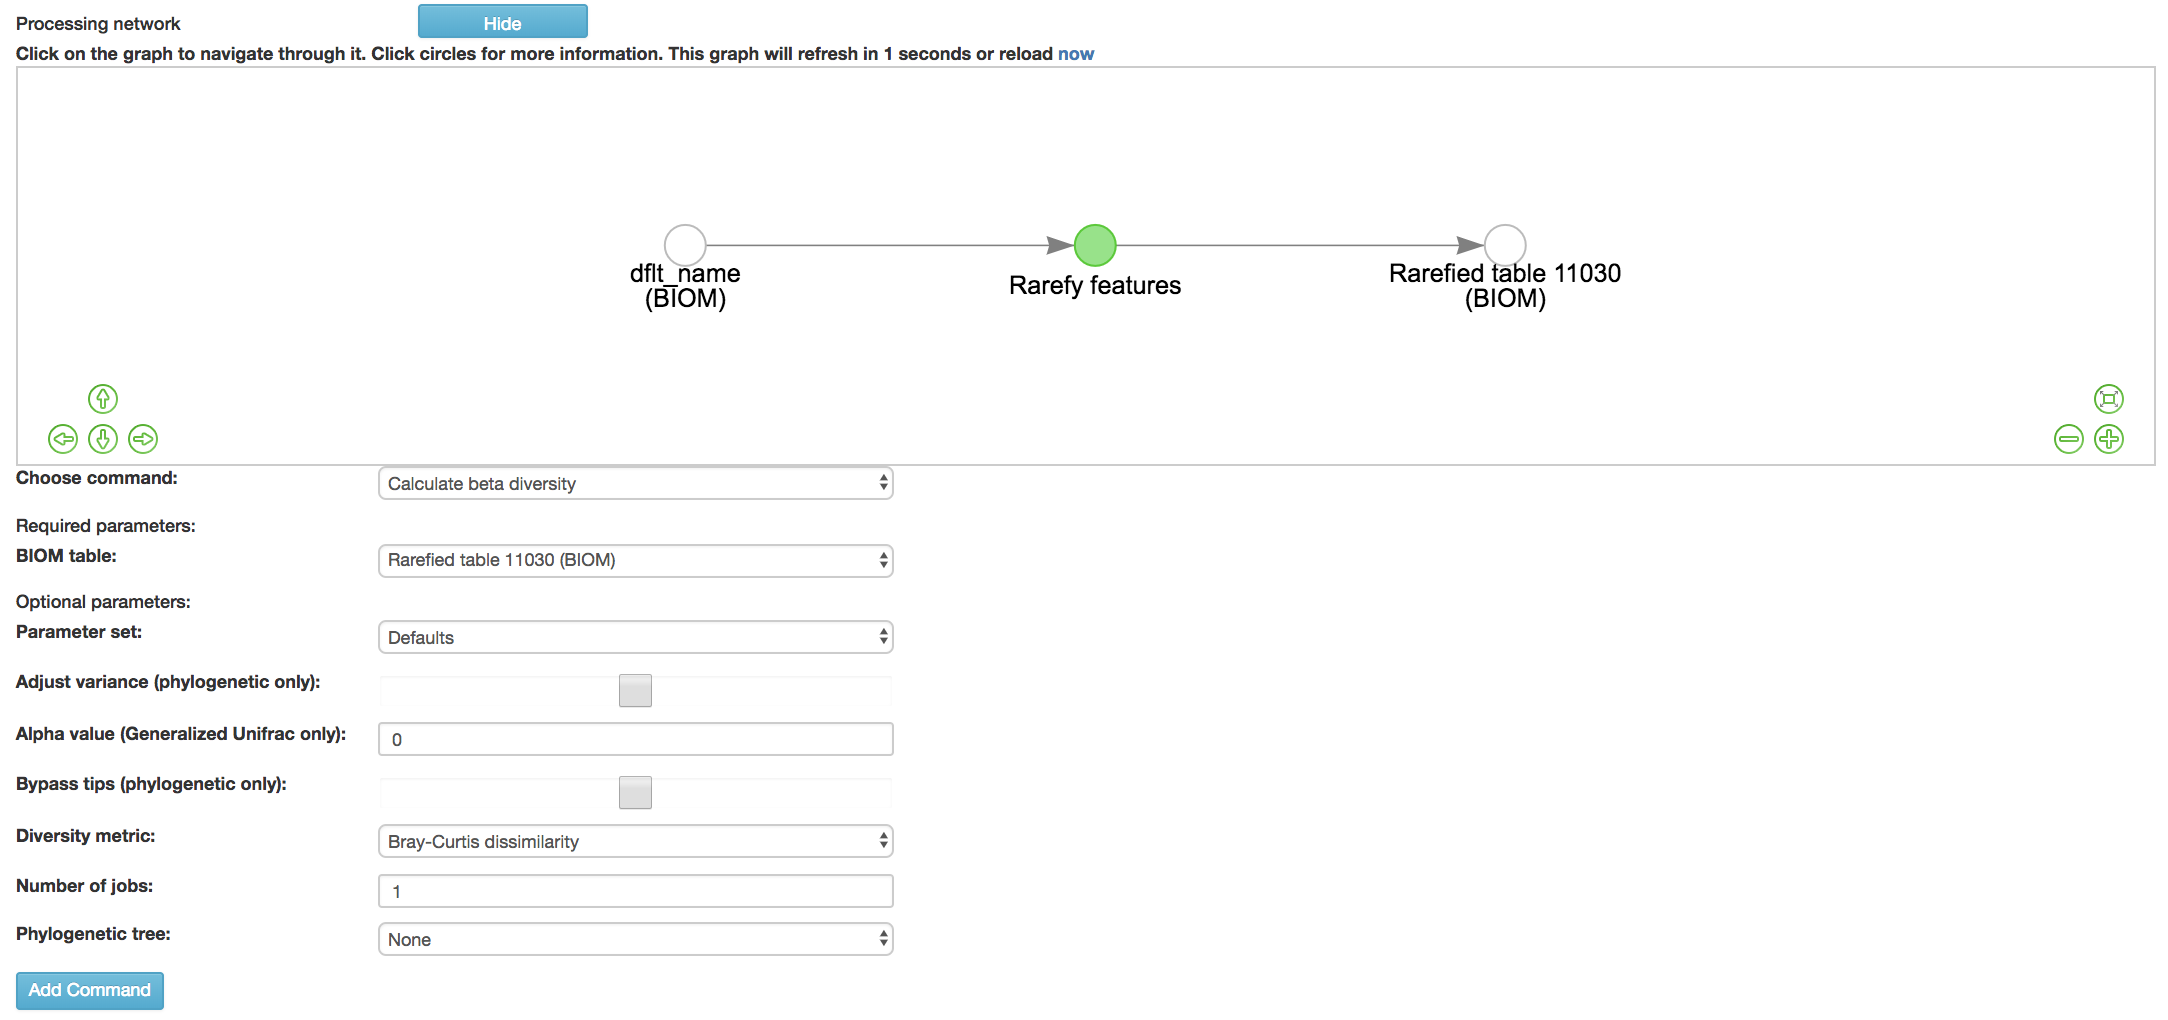 Processing network
Hide
Click on the graph to navigate through it. Click circles for more information. This graph will refresh in 1 seconds or reload now
dflt_name
(BIOM)
Rarefy features
Rarefied table 11030
(BIOM)
Choose command:
Calculate beta diversity
Required parameters:
BIOM table:
Rarefied table 11030 (BIOM)
Optional parameters:
Parameter set:
Defaults
Adjust variance (phylogenetic only):
Alpha value (Generalized Unifrac only):
0
Bypass tips (phylogenetic only):
Diversity metric:
Bray-Curtis dissimilarity
Number of jobs:
1
Phylogenetic tree:
None
Add Command